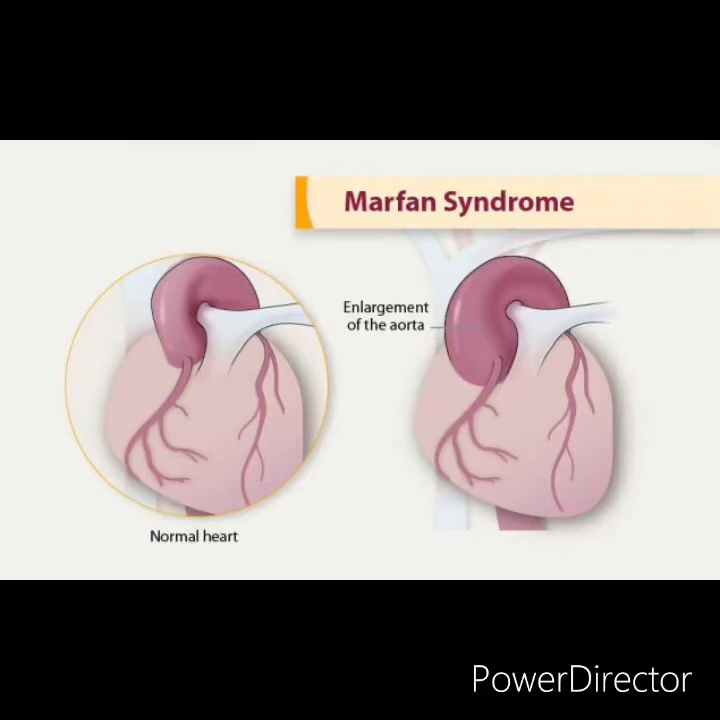 Marfan Syndrome
Enlargement
of the aorta
Normal heart
PowerDirector